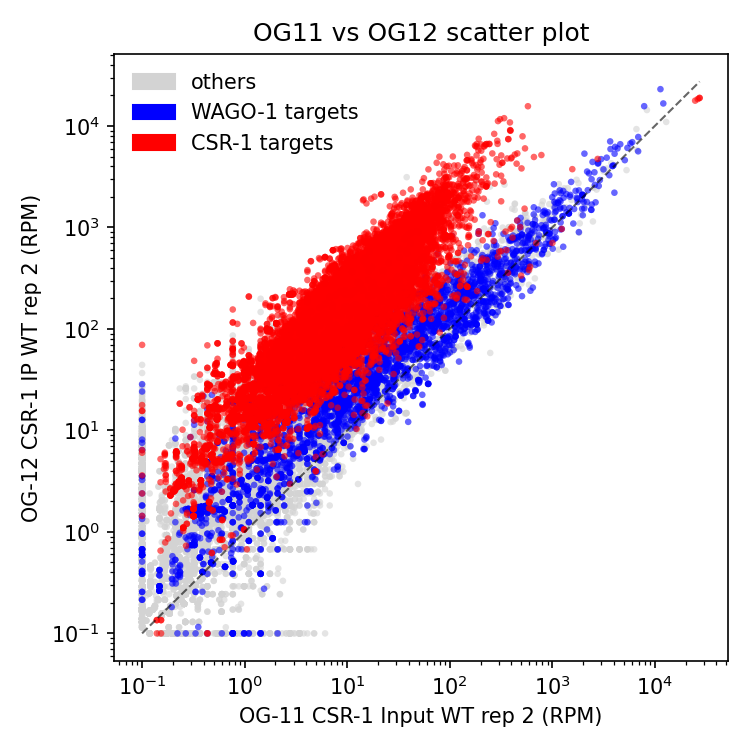 OG11 vs OG12 scatter plot
others
WAGO-1 targets
CSR-1 targets
OG-12 CSR-1 IP WT rep 2 (RPM)
10⁴
10³
10²
10¹
10⁰
10⁻¹
10⁻¹ 10⁰ 10¹ 10² 10³ 10⁴
OG-11 CSR-1 Input WT rep 2 (RPM)